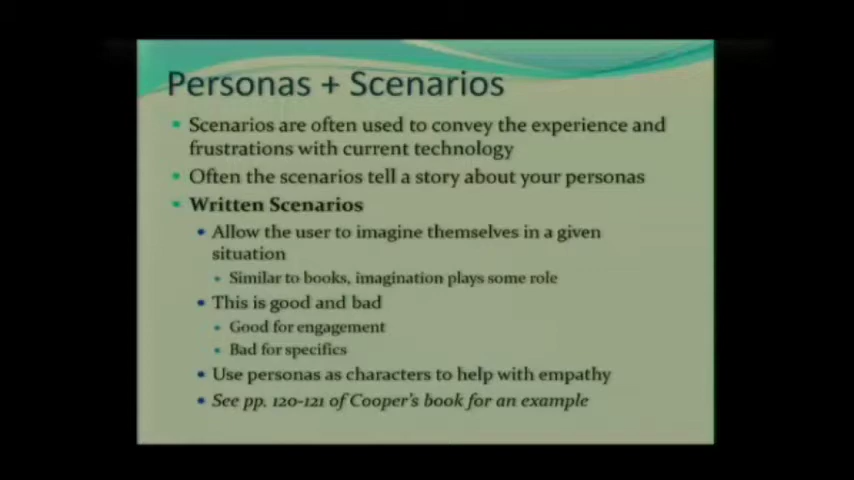 Personas + Scenarios
Scenarios are often used to convey the experience and
frustrations with current technology
Often the scenarios tell a story about your personas
Written Scenarios
Allow the user to imagine themselves in a given
situation
Similar to books, imagination plays some role
This is good and bad
Good for engagement
Bad for specifics
Use personas as characters to help with empathy
See pp. 120-121 of Cooper's book for an example